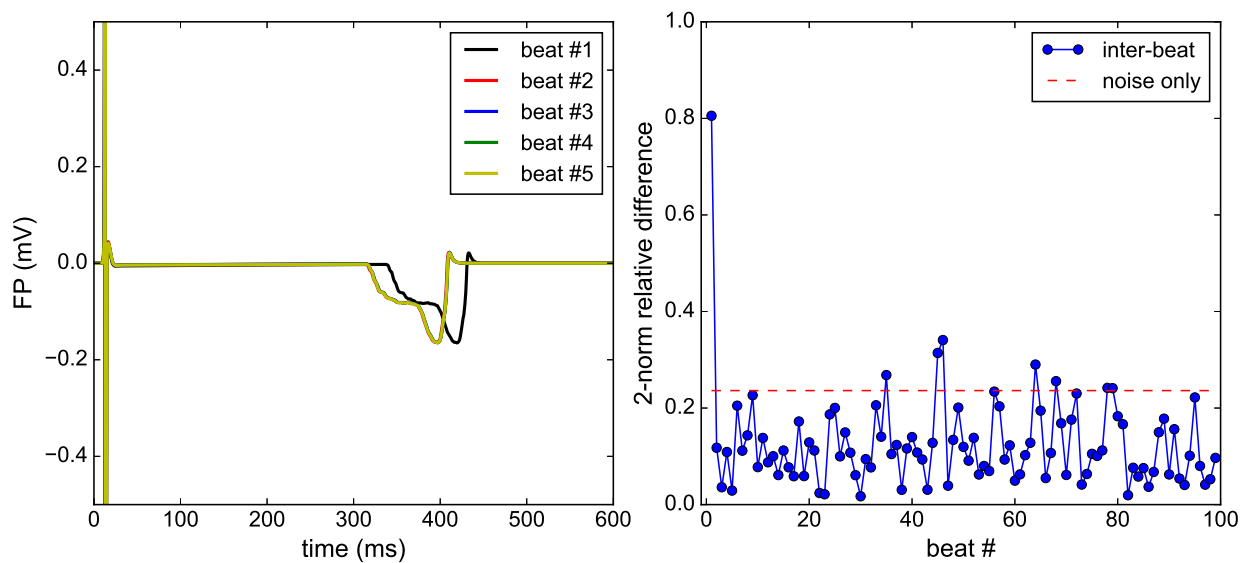 beat #1
beat #2
beat #3
beat #4
beat #5
0.4
0.2
0.0
−0.2
−0.4
FP (mV)
0 100 200 300 400 500 600
time (ms)
inter-beat
noise only
1.0
0.8
0.6
0.4
0.2
0.0
2-norm relative difference
0 20 40 60 80 100
beat #